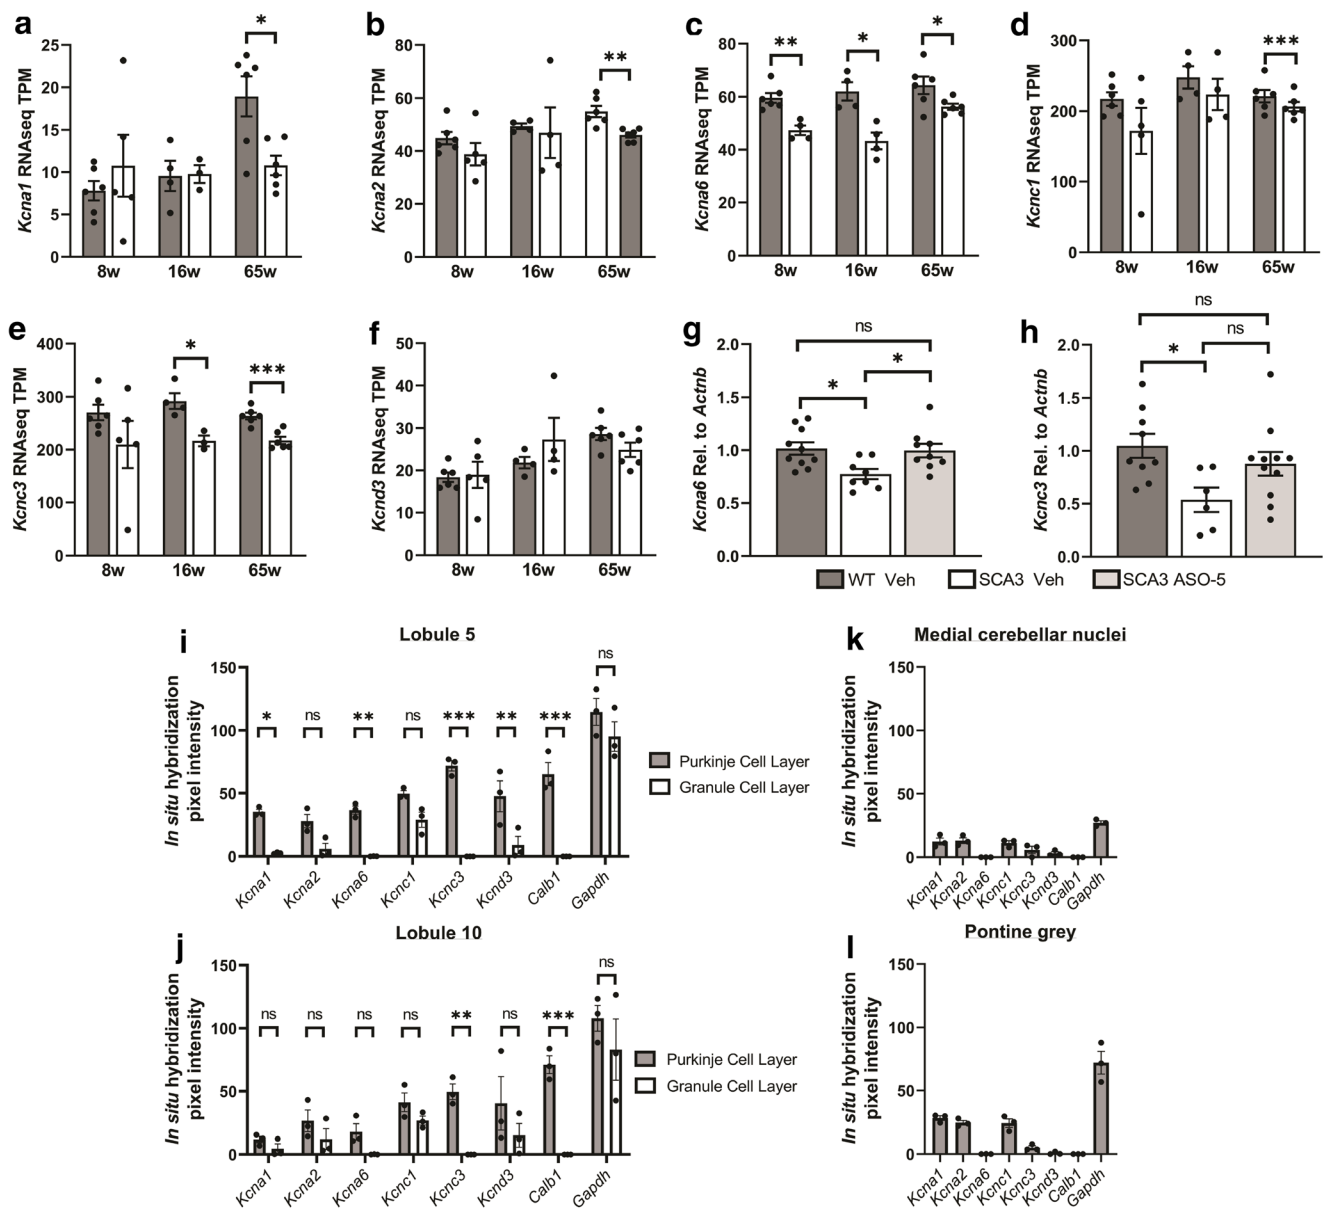 a
Kcna1 RNAseq TPM
25
20
15
10
5
0
*
8w 16w 65w
b
Kcna2 RNAseq TPM
80
60
40
20
0
**
8w 16w 65w
c
Kcna6 RNAseq TPM
80
60
40
20
0
** * *
8w 16w 65w
d
Kcnc1 RNAseq TPM
300
200
100
0
***
8w 16w 65w
e
Kcnc3 RNAseq TPM
400
300
200
100
0
* ***
8w 16w 65w
f
Kcnd3 RNAseq TPM
50
40
30
20
10
0
8w 16w 65w
g
Kcna6 Rel. to Actnb
2.0
1.5
1.0
0.5
0.0
ns
*
*
h
Kcnc3 Rel. to Actnb
2.0
1.5
1.0
0.5
0.0
ns
ns
*
WT Veh SCA3 Veh SCA3 ASO-5
i
Lobule 5
In situ hybridization
pixel intensity
150
100
50
0
* ns ** ns *** ** *** ns
Kcna1 Kcna2 Kcna6 Kcnc1 Kcnc3 Kcnd3 Calb1 Gapdh
Purkinje Cell Layer
Granule Cell Layer
k
Medial cerebellar nuclei
In situ hybridization
pixel intensity
150
100
50
0
Kcna1 Kcna2 Kcna6 Kcnc1 Kcnc3 Kcnd3 Calb1 Gapdh
j
Lobule 10
In situ hybridization
pixel intensity
150
100
50
0
ns ns ns ns ** ns *** ns
Kcna1 Kcna2 Kcna6 Kcnc1 Kcnc3 Kcnd3 Calb1 Gapdh
Purkinje Cell Layer
Granule Cell Layer
l
Pontine grey
In situ hybridization
pixel intensity
150
100
50
0
Kcna1 Kcna2 Kcna6 Kcnc1 Kcnc3 Kcnd3 Calb1 Gapdh